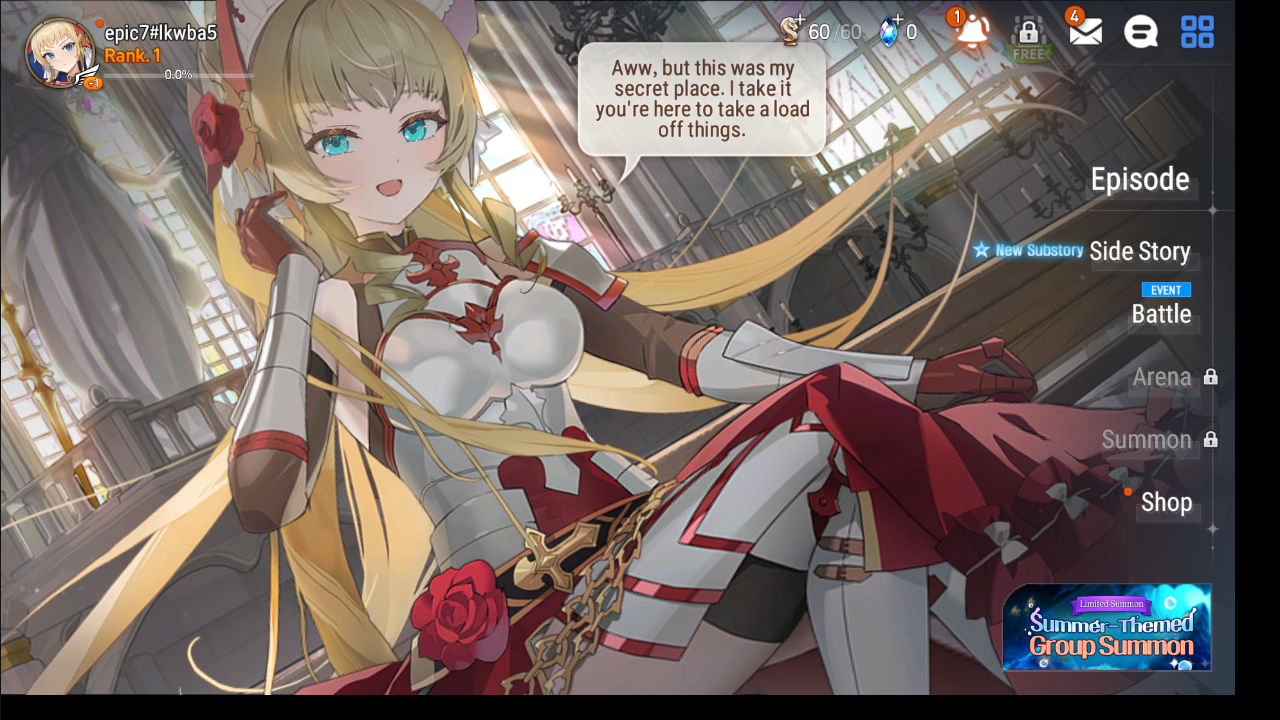 epic7#lkwba5
Rank. 1
0.0%
+1
60 /60
0
1
FREE
4
Aww, but this was my
secret place. I take it
you're here to take a load
off things.
Episode
New Substory Side Story
EVENT
Battle
Arena
Summon
Shop
Limited Summon
Summer-Themed
Group Summon